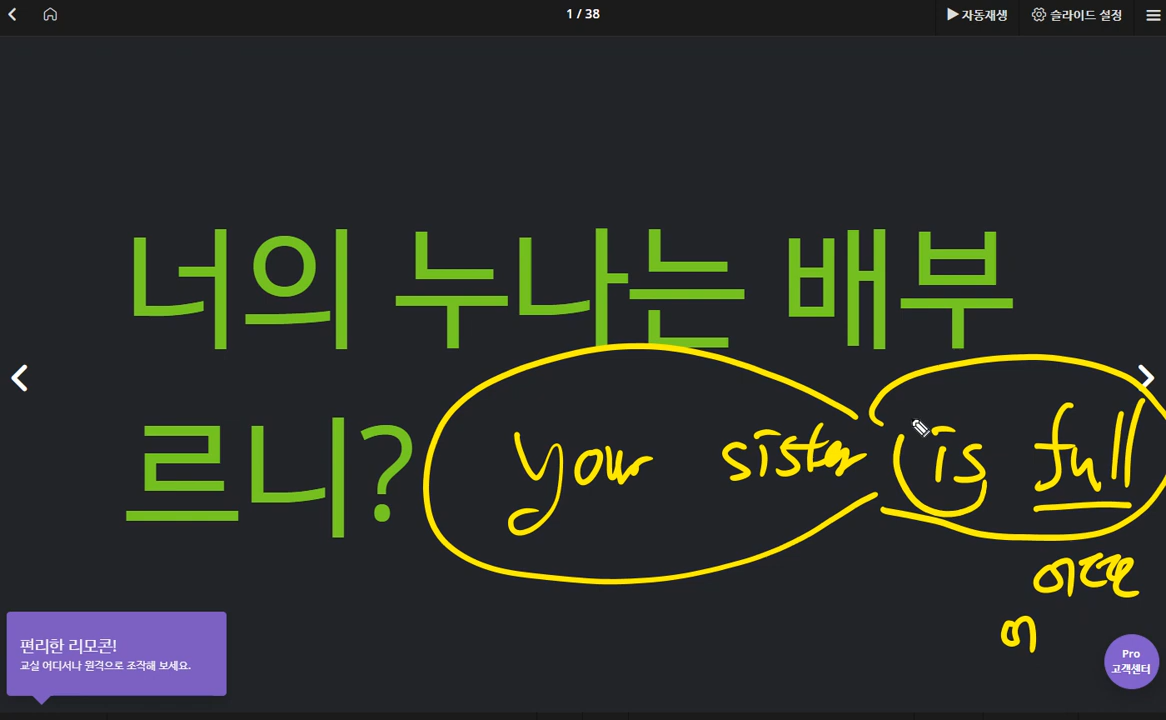 1 / 38
자동재생
슬라이드 설정
너의 누나는 배부
르니?
your sister is full
편리한 리모콘!
교실 어디서나 원격으로 조작해 보세요.
Pro
고객센터